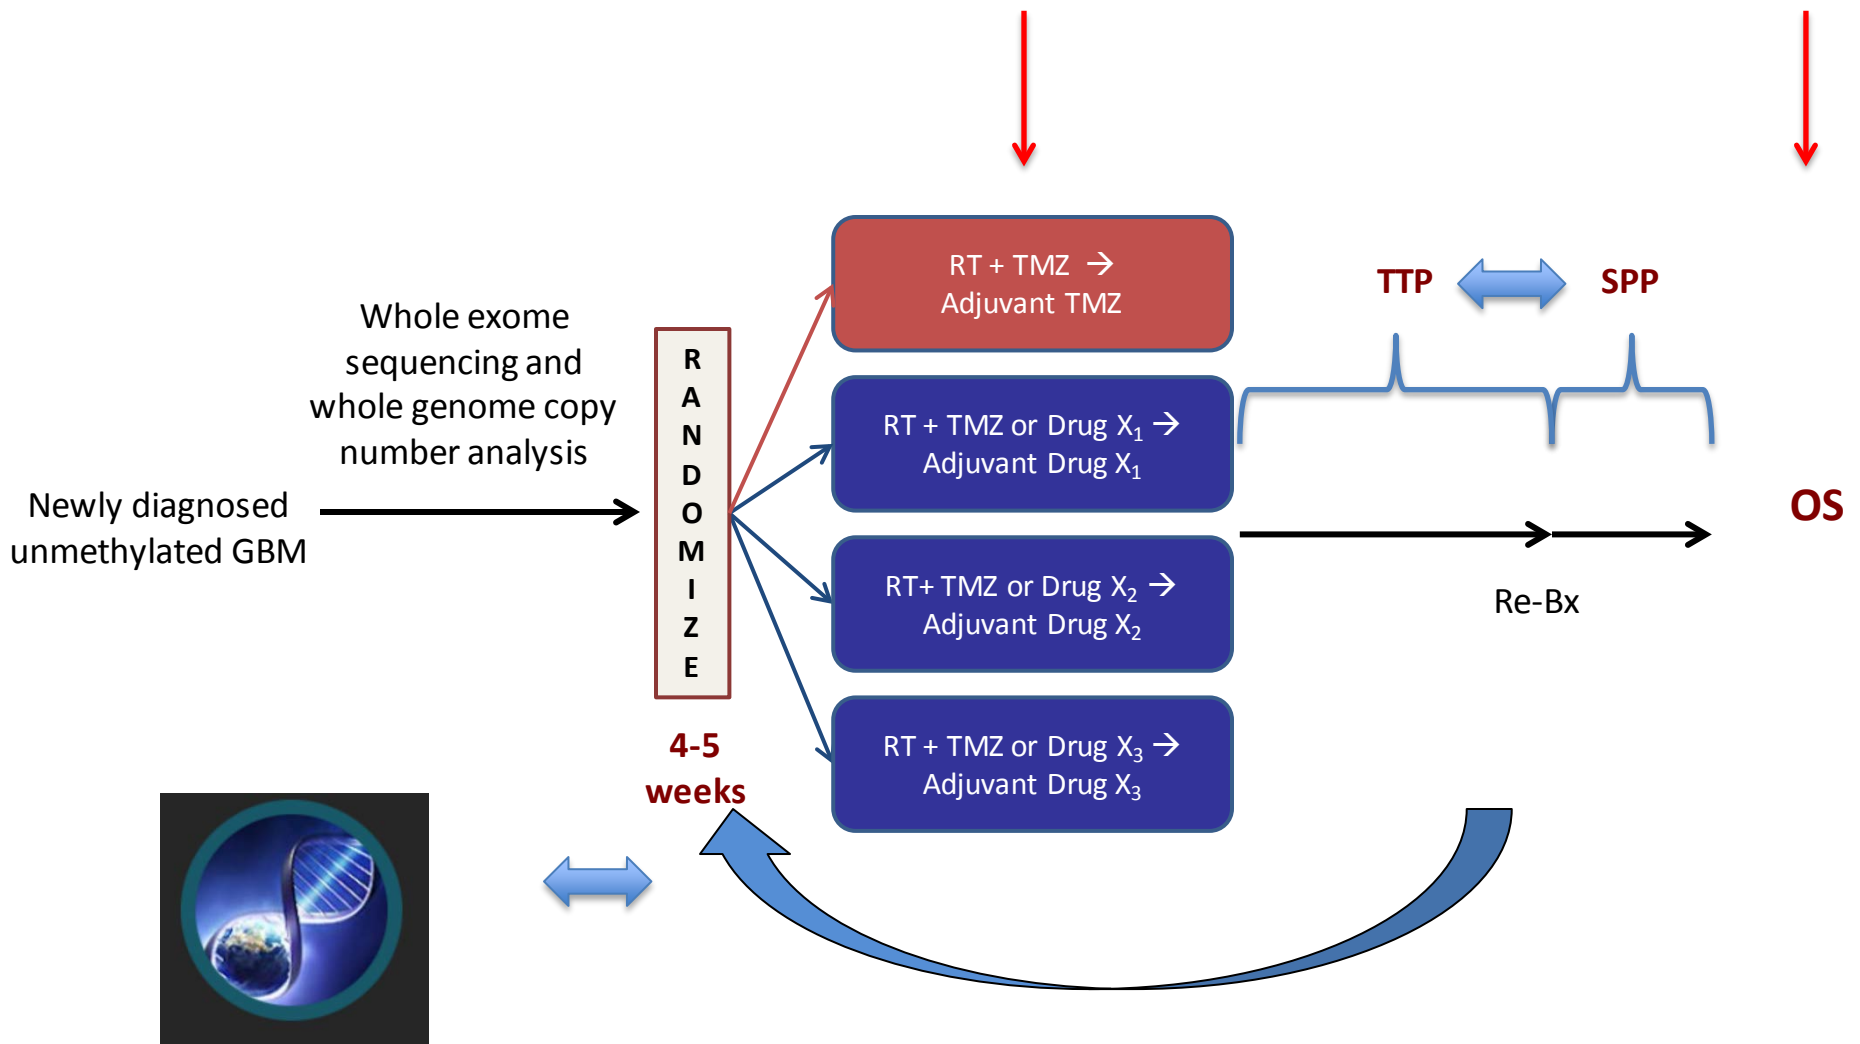 Newly diagnosed
unmethylated GBM
Whole exome
sequencing and
whole genome copy
number analysis
R
A
N
D
O
M
I
Z
E
4-5
weeks
RT + TMZ →
Adjuvant TMZ
RT + TMZ or Drug X₁ →
Adjuvant Drug X₁
RT+ TMZ or Drug X₂ →
Adjuvant Drug X₂
RT + TMZ or Drug X₃ →
Adjuvant Drug X₃
TTP
SPP
Re-Bx
OS